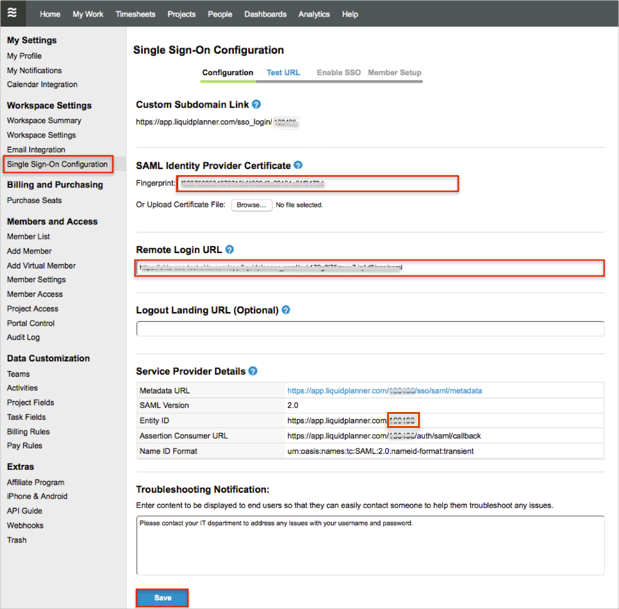 Home My Work Timesheets Projects People Dashboards Analytics Help
My Settings
My Profile
My Notifications
Calendar Integration
Workspace Settings
Workspace Summary
Workspace Settings
Email Integration
Single Sign-On Configuration
Billing and Purchasing
Purchase Seats
Members and Access
Member List
Add Member
Add Virtual Member
Member Settings
Member Access
Project Access
Portal Control
Audit Log
Data Customization
Teams
Activities
Project Fields
Task Fields
Billing Rules
Pay Rules
Extras
Affiliate Program
iPhone & Android
API Guide
Webhooks
Trash
Single Sign-On Configuration
Configuration Test URL Enable SSO Member Setup
Custom Subdomain Link ?
https://app.liquidplanner.com/sso_login/
SAML Identity Provider Certificate ?
Fingerprint:
Or Upload Certificate File: Browse... No file selected.
Remote Login URL ?
Logout Landing URL (Optional) ?
Service Provider Details ?
Metadata URL https://app.liquidplanner.com/ /sso/saml/metadata
SAML Version 2.0
Entity ID https://app.liquidplanner.com/
Assertion Consumer URL https://app.liquidplanner.com/ /auth/saml/callback
Name ID Format urn:oasis:names:tc:SAML:2.0:nameid-format:transient
Troubleshooting Notification:
Enter content to be displayed to end users so that they can easily contact someone to help them troubleshoot any issues.
Please contact your IT department to address any issues with your username and password.
Save